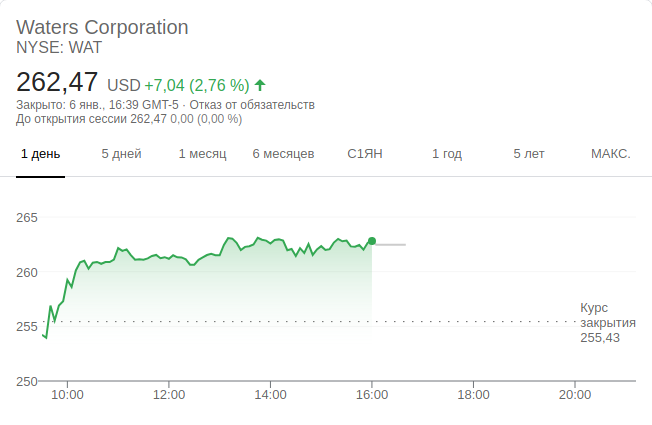 Waters Corporation
NYSE: WAT
262,47 USD +7,04 (2,76 %)
Закрыто: 6 янв., 16:39 GMT-5 · Отказ от обязательств
До открытия сессии 262,47 0,00 (0,00 %)
1 день 5 дней 1 месяц 6 месяцев С1ЯН 1 год 5 лет МАКС.
265
260
255
250
Курс
закрытия
255,43
10:00 12:00 14:00 16:00 18:00 20:00